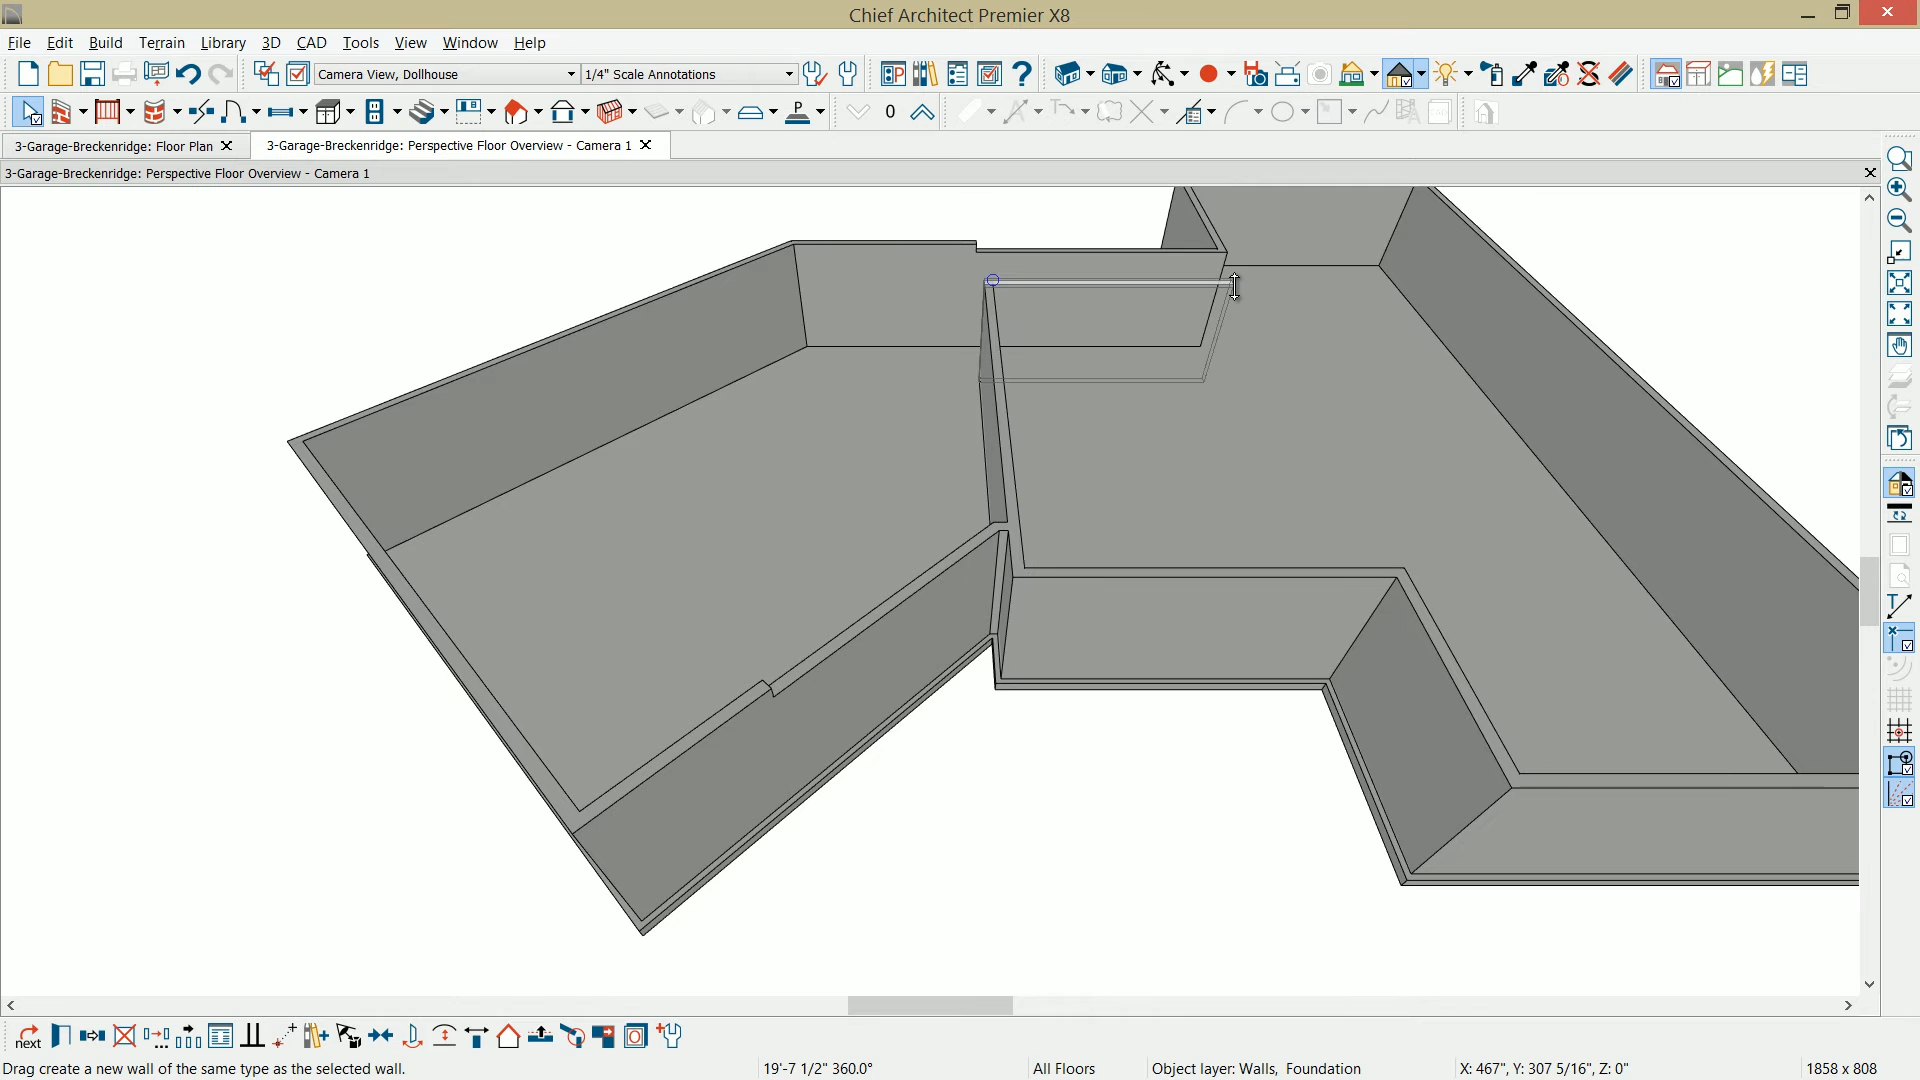 Chief Architect Premier X8
File Edit Build Terrain Library 3D CAD Tools View Window Help
Camera View, Dollhouse 1/4" Scale Annotations
0
3-Garage-Breckenridge: Floor Plan 3-Garage-Breckenridge: Perspective Floor Overview - Camera 1
3-Garage-Breckenridge: Perspective Floor Overview - Camera 1
next
Drag create a new wall of the same type as the selected wall. 19'-7 1/2" 360.0° All Floors Object layer: Walls, Foundation X: 467", Y: 307 5/16", Z: 0" 1858 x 808